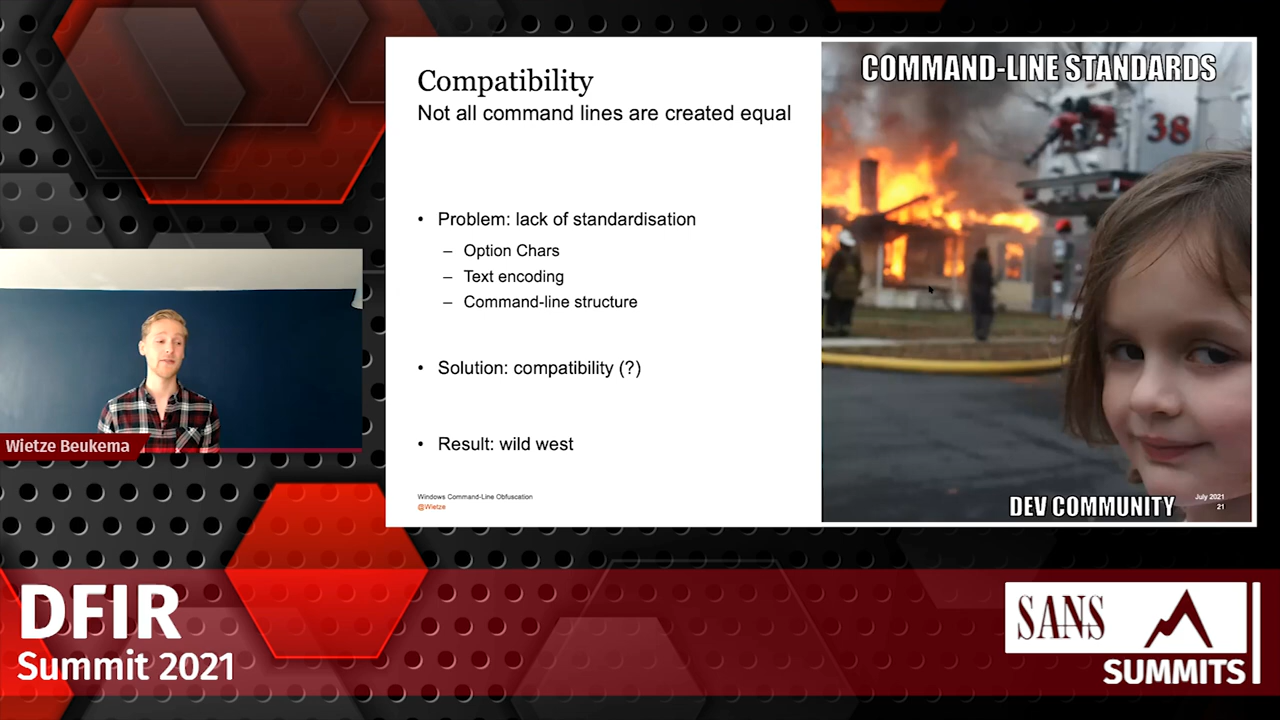 Compatibility
Not all command lines are created equal
• Problem: lack of standardisation
– Option Chars
– Text encoding
– Command-line structure
• Solution: compatibility (?)
• Result: wild west
Windows Command-Line Obfuscation
@Wietze
COMMAND-LINE STANDARDS
38
DEV COMMUNITY
July 2021
21
Wietze Beukema
DFIR
Summit 2021
SANS
SUMMITS